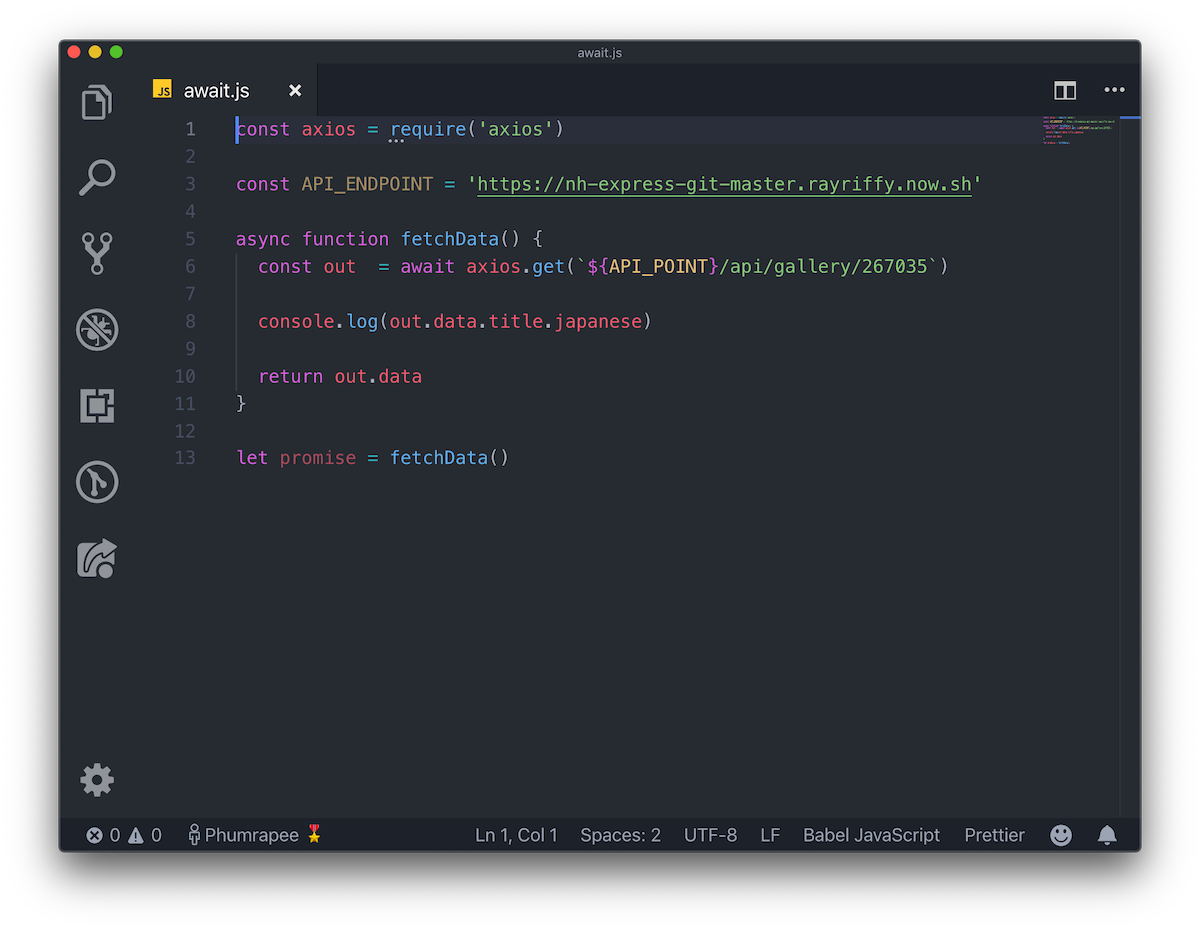 await.js
JS await.js ×
1 const axios = require('axios')
2
3 const API_ENDPOINT = 'https://nh-express-git-master.rayriffy.now.sh'
4
5 async function fetchData() {
6   const out  = await axios.get(`${API_POINT}/api/gallery/267035`)
7
8   console.log(out.data.title.japanese)
9
10   return out.data
11 }
12
13 let promise = fetchData()
0 0 Phumrapee Ln 1, Col 1 Spaces: 2 UTF-8 LF Babel JavaScript Prettier